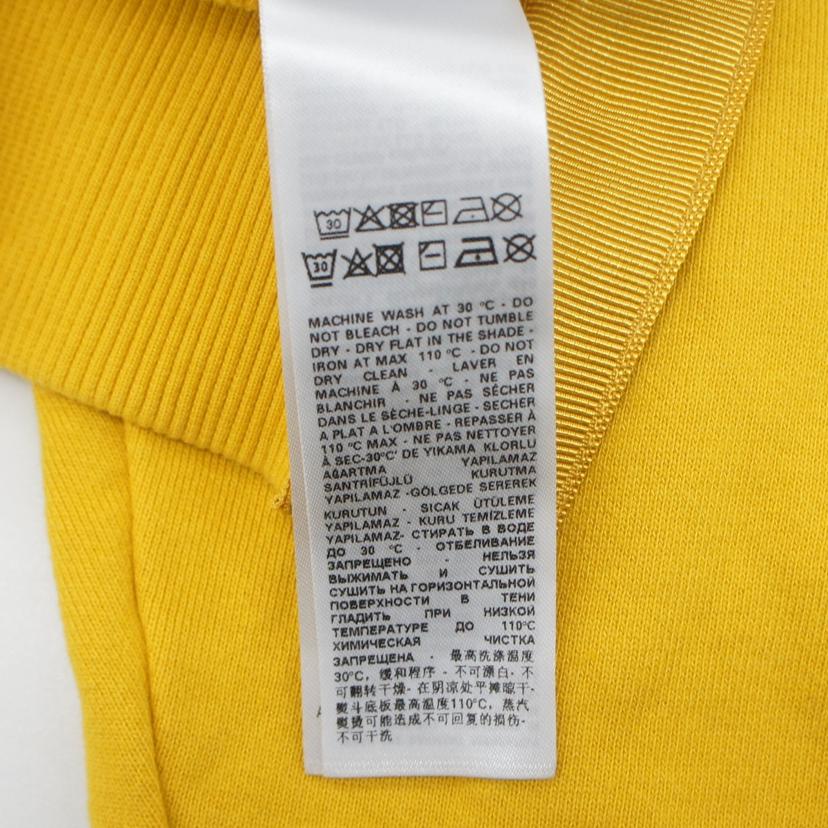 30
30
MACHINE WASH AT 30 °C - DO
NOT BLEACH - DO NOT TUMBLE
DRY - DRY FLAT IN THE SHADE -
IRON AT MAX 110 °C - DO NOT
DRY CLEAN - LAVER EN
MACHINE À 30 °C - NE PAS
BLANCHIR - NE PAS SÉCHER
DANS LE SÈCHE-LINGE - SECHER
A PLAT A L'OMBRE - REPASSER À
110 °C MAX - NE PAS NETTOYER
À SEC-30°C' DE YIKAMA KLORLU
AĞARTMA YAPILAMAZ
SANTRİFÜJLÜ KURUTMA
YAPILAMAZ -GÖLGEDE SEREREK
KURUTUN - SICAK ÜTÜLEME
YAPILAMAZ - KURU TEMİZLEME
YAPILAMAZ- СТИРАТЬ В ВОДЕ
ДО 30 °C - ОТБЕЛИВАНИЕ
ЗАПРЕЩЕНО - НЕЛЬЗЯ
ВЫЖИМАТЬ И СУШИТЬ
СУШИТЬ НА ГОРИЗОНТАЛЬНОЙ
ПОВЕРХНОСТИ В ТЕНИ
ГЛАДИТЬ ПРИ НИЗКОЙ
ТЕМПЕРАТУРЕ ДО 110°C
ХИМИЧЕСКАЯ ЧИСТКА
ЗАПРЕЩЕНА - 最高洗涤温度
30°C, 缓和程序 - 不可漂白- 不
可翻转干燥- 在阴凉处平摊晾干-
熨斗底板最高温度110°C, 蒸汽
熨烫可能造成不可回复的损伤-
不可干洗